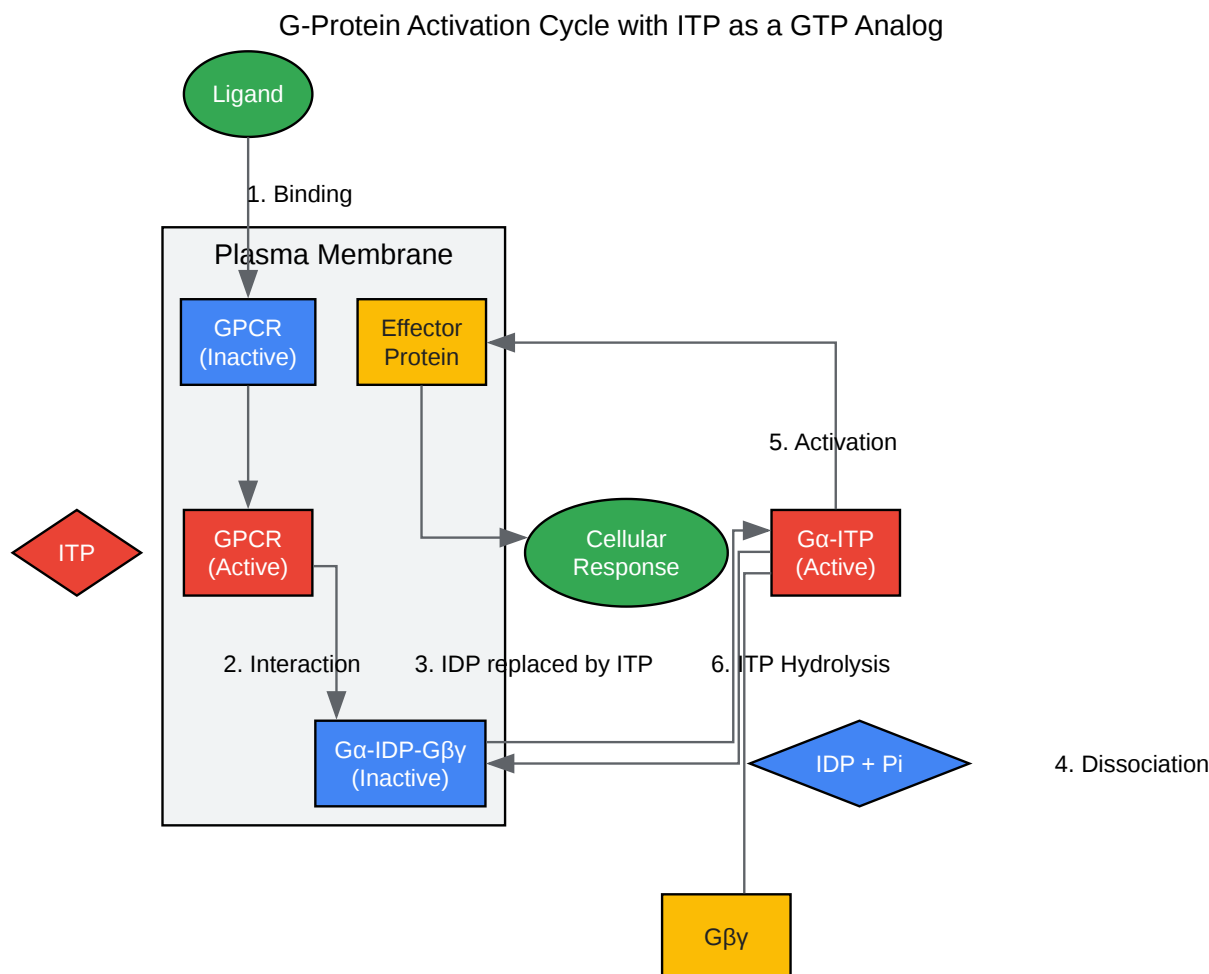 G-Protein Activation Cycle with ITP as a GTP Analog
Ligand
1. Binding
Plasma Membrane
GPCR
(Inactive)
Effector
Protein
5. Activation
ITP
GPCR
(Active)
Cellular
Response
Gα-ITP
(Active)
2. Interaction
3. IDP replaced by ITP
6. ITP Hydrolysis
Gα-IDP-Gβγ
(Inactive)
IDP + Pi
4. Dissociation
Gβγ